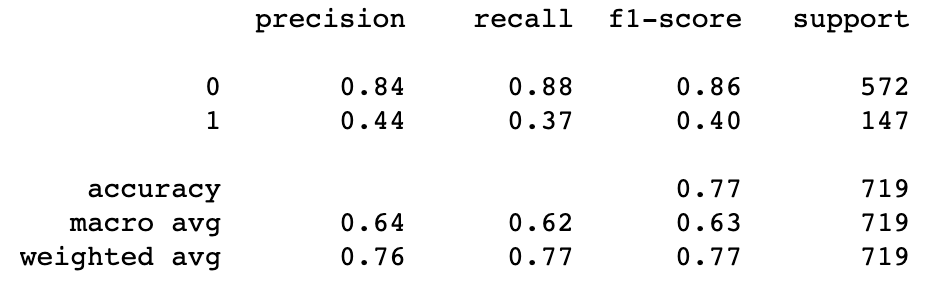 precision recall f1-score support
0 0.84 0.88 0.86 572
1 0.44 0.37 0.40 147
accuracy 0.77 719
macro avg 0.64 0.62 0.63 719
weighted avg 0.76 0.77 0.77 719